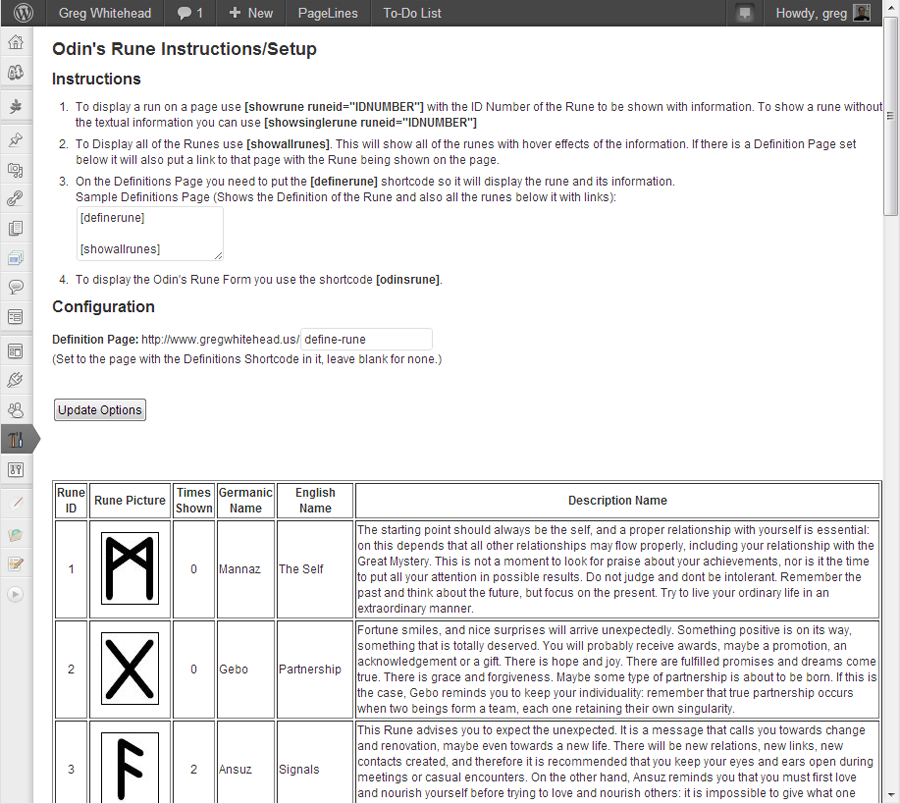 Greg Whitehead 1 + New PageLines To-Do List Howdy, greg
Odin's Rune Instructions/Setup
Instructions
1. To display a run on a page use [showrune runeid="IDNUMBER"] with the ID Number of the Rune to be shown with information. To show a rune without
the textual information you can use [showsinglerune runeid="IDNUMBER"]
2. To Display all of the Runes use [showallrunes]. This will show all of the runes with hover effects of the information. If there is a Definition Page set
below it will also put a link to that page with the Rune being shown on the page.
3. On the Definitions Page you need to put the [definerune] shortcode so it will display the rune and its information.
Sample Definitions Page (Shows the Definition of the Rune and also all the runes below it with links):
[definerune]
[showallrunes]
4. To display the Odin's Rune Form you use the shortcode [odinsrune].
Configuration
Definition Page: http://www.gregwhitehead.us/ define-rune
(Set to the page with the Definitions Shortcode in it, leave blank for none.)
Update Options
Rune ID Rune Picture Times Shown Germanic Name English Name Description Name
1 0 Mannaz The Self
The starting point should always be the self, and a proper relationship with yourself is essential:
on this depends that all other relationships may flow properly, including your relationship with the
Great Mystery. This is not a moment to look for praise about your achievements, nor is it the time
to put all your attention in possible results. Do not judge and dont be intolerant. Remember the
past and think about the future, but focus on the present. Try to live your ordinary life in an
extraordinary manner.
2 0 Gebo Partnership
Fortune smiles, and nice surprises will arrive unexpectedly. Something positive is on its way,
something that is totally deserved. You will probably receive awards, maybe a promotion, an
acknowledgement or a gift. There is hope and joy. There are fulfilled promises and dreams come
true. There is grace and forgiveness. Maybe some type of partnership is about to be born. If this is
the case, Gebo reminds you to keep your individuality: remember that true partnership occurs
when two beings form a team, each one retaining their own singularity.
3 2 Ansuz Signals
This Rune advises you to expect the unexpected. It is a message that calls you towards change
and renovation, maybe even towards a new life. There will be new relations, new links, new
contacts created, and therefore it is recommended that you keep your eyes and ears open during
meetings or casual encounters. On the other hand, Ansuz reminds you that you must first love
and nourish yourself before trying to love and nourish others: it is impossible to give what one